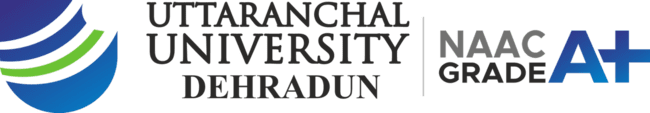 UTTARANCHAL
UNIVERSITY
DEHRADUN
NAAC
GRADE A+